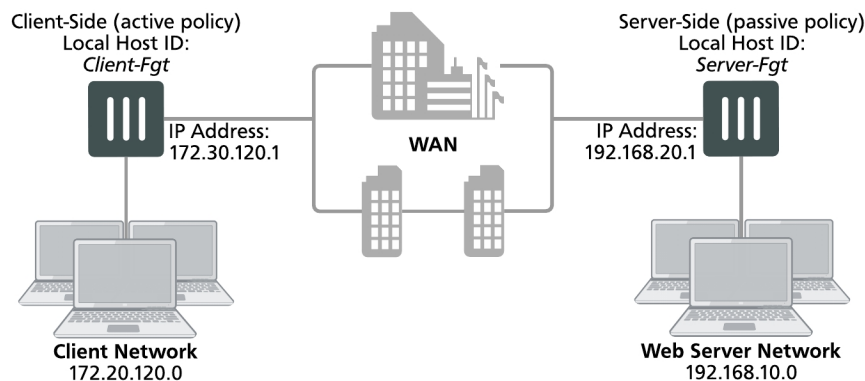 Client-Side (active policy)
Local Host ID:
Client-Fgt
IP Address:
172.30.120.1
Client Network
172.20.120.0
WAN
Server-Side (passive policy)
Local Host ID:
Server-Fgt
IP Address:
192.168.20.1
Web Server Network
192.168.10.0